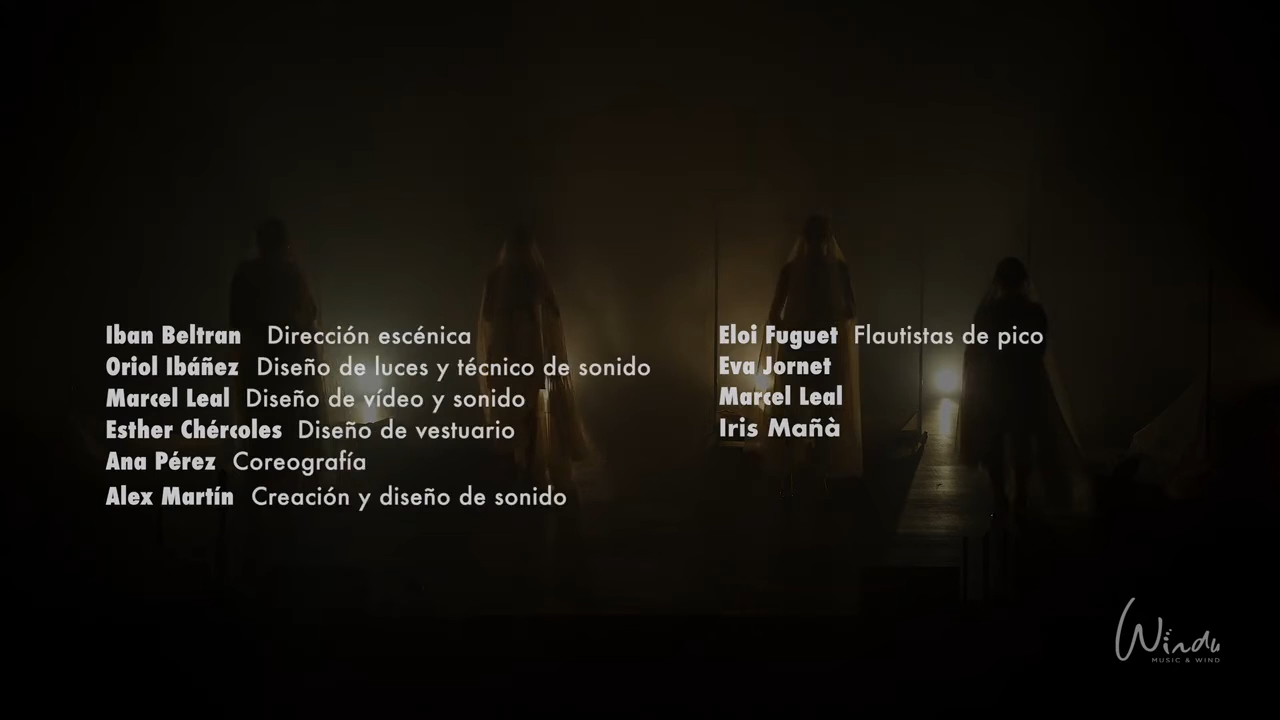 Iban Beltran Dirección escénica
Oriol Ibáñez Diseño de luces y técnico de sonido
Marcel Leal Diseño de vídeo y sonido
Esther Chércoles Diseño de vestuario
Ana Pérez Coreografía
Alex Martín Creación y diseño de sonido
Eloi Fuguet Flautistas de pico
Eva Jornet
Marcel Leal
Iris Mañà
Windu
MUSIC & WIND